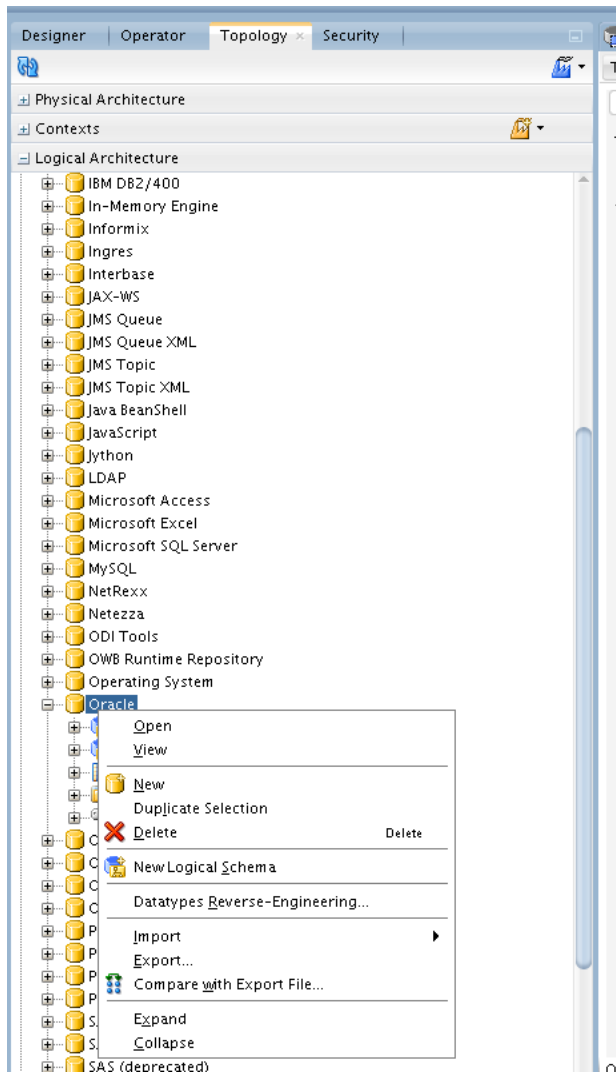 Designer Operator Topology Security
Physical Architecture
Contexts
Logical Architecture
IBM DB2/400
In-Memory Engine
Informix
Ingres
Interbase
JAX-WS
JMS Queue
JMS Queue XML
JMS Topic
JMS Topic XML
Java BeanShell
JavaScript
Jython
LDAP
Microsoft Access
Microsoft Excel
Microsoft SQL Server
MySQL
NetRexx
Netezza
ODI Tools
OWB Runtime Repository
Operating System
Oracle
Open
View
New
Duplicate Selection
Delete Delete
New Logical Schema
Datatypes Reverse-Engineering...
Import
Export...
Compare with Export File...
Expand
Collapse
SAS (deprecated)